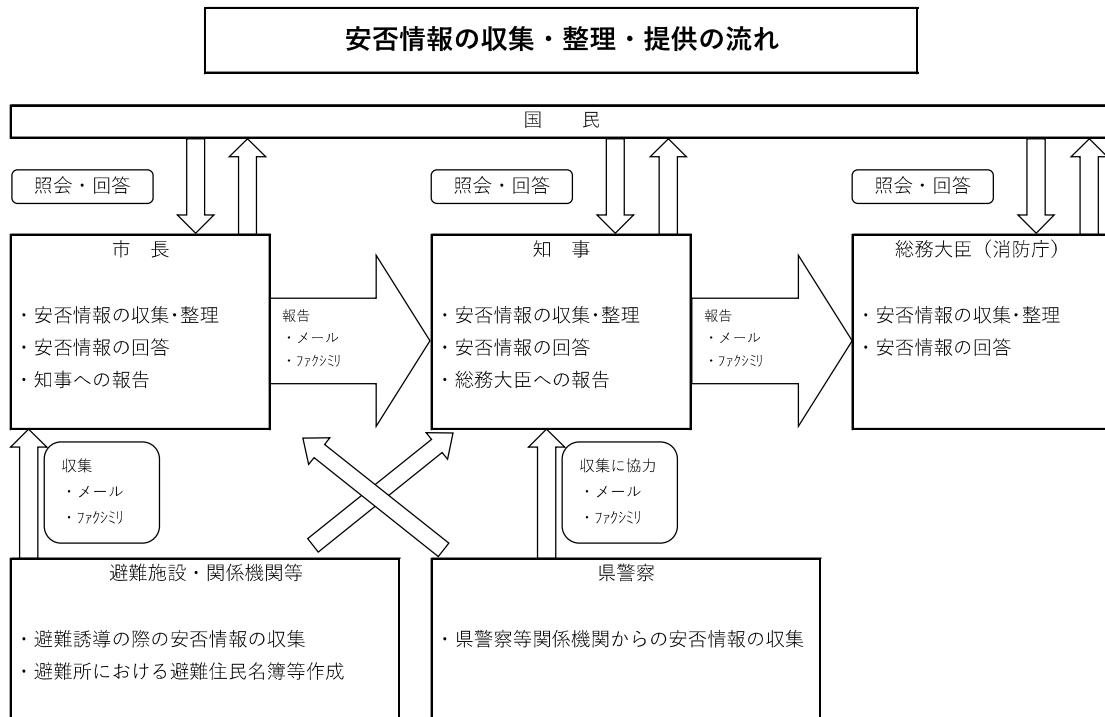 安否情報の収集・整理・提供の流れ
国　　民
照会・回答
照会・回答
照会・回答
市　長
・安否情報の収集･整理
・安否情報の回答
・知事への報告
報告
・メール
・ﾌｧｸｼﾐﾘ
知　事
・安否情報の収集･整理
・安否情報の回答
・総務大臣への報告
報告
・メール
・ﾌｧｸｼﾐﾘ
総務大臣（消防庁）
・安否情報の収集･整理
・安否情報の回答
収集
・メール
・ﾌｧｸｼﾐﾘ
収集に協力
・メール
・ﾌｧｸｼﾐﾘ
避難施設・関係機関等
・避難誘導の際の安否情報の収集
・避難所における避難住民名簿等作成
県警察
・県警察等関係機関からの安否情報の収集